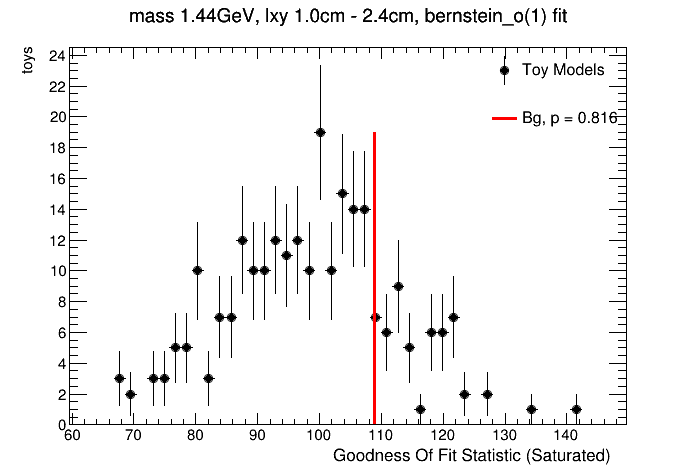 mass 1.44GeV, lxy 1.0cm - 2.4cm, bernstein_o(1) fit
toys
24
22
20
18
16
14
12
10
8
6
4
2
0
Toy Models
Bg, p = 0.816
60 70 80 90 100 110 120 130 140
Goodness Of Fit Statistic (Saturated)